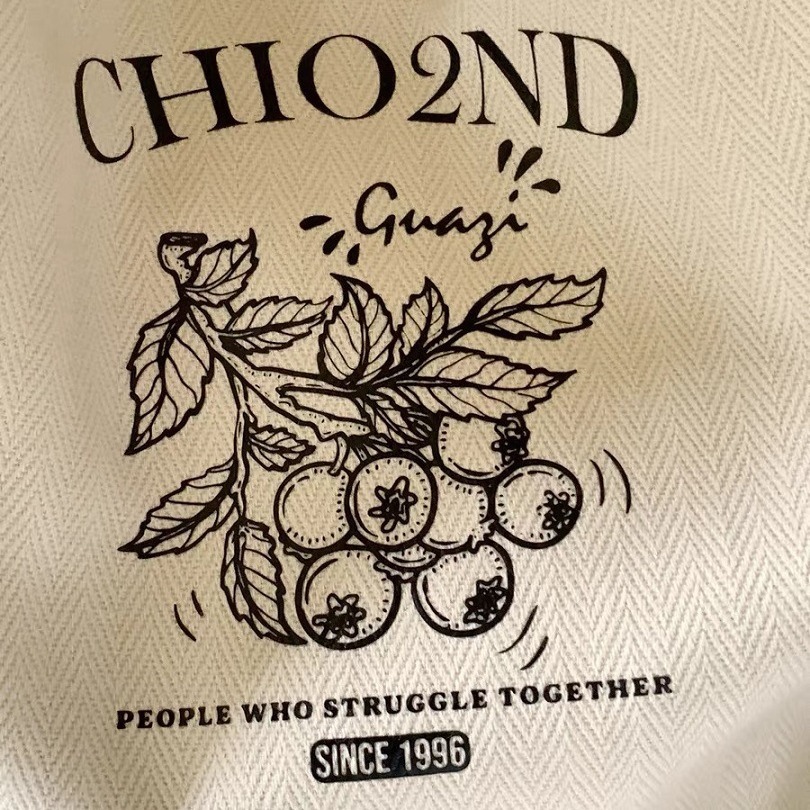 CHIO2ND
Guazi
PEOPLE WHO STRUGGLE TOGETHER
SINCE 1996